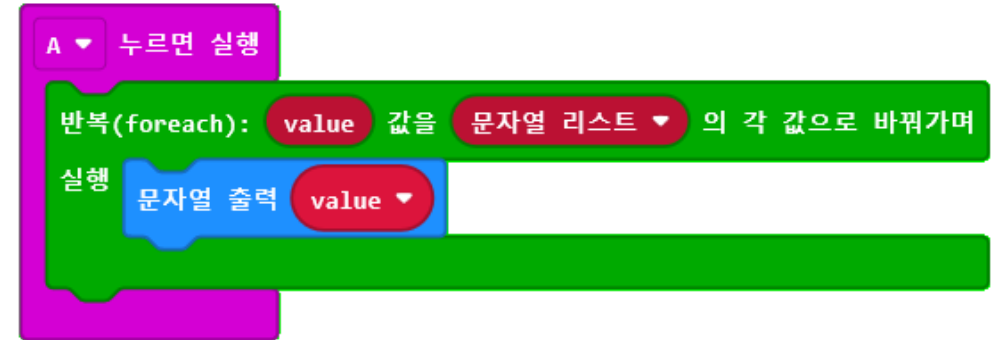 A 누르면 실행
반복(foreach): value 값을 문자열 리스트 의 각 값으로 바꿔가며
실행
문자열 출력 value